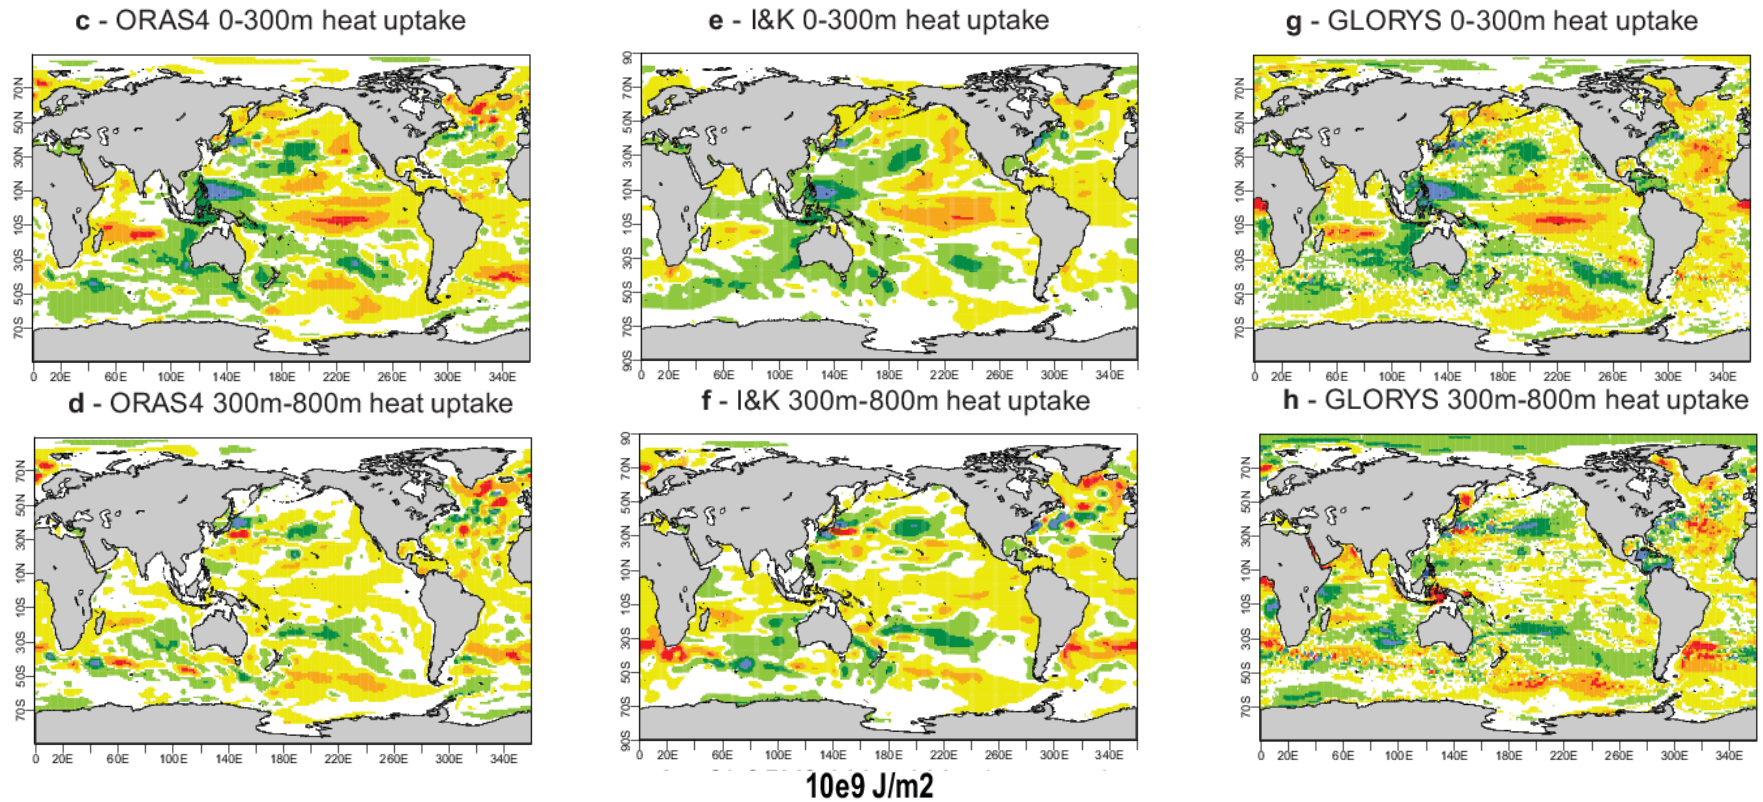 c - ORAS4 0-300m heat uptake
e - I&K 0-300m heat uptake
g - GLORYS 0-300m heat uptake
70N
50N
30N
10N
10S
30S
50S
70S
0 20E 60E 100E 140E 180E 220E 260E 300E 340E
90
70N
50N
30N
10N
10S
30S
50S
70S
90S
0 20E 60E 100E 140E 180E 220E 260E 300E 340E
70N
50N
30N
10N
10S
30S
50S
70S
0 20E 60E 100E 140E 180E 220E 260E 300E 340E
d - ORAS4 300m-800m heat uptake
f - I&K 300m-800m heat uptake
h - GLORYS 300m-800m heat uptake
70N
50N
30N
10N
10S
30S
50S
70S
0 20E 60E 100E 140E 180E 220E 260E 300E 340E
90
70N
50N
30N
10N
10S
30S
50S
70S
90S
0 20E 60E 100E 140E 180E 220E 260E 300E 340E
70N
50N
30N
10N
10S
30S
50S
70S
0 20E 60E 100E 140E 180E 220E 260E 300E 340E
10e9 J/m2